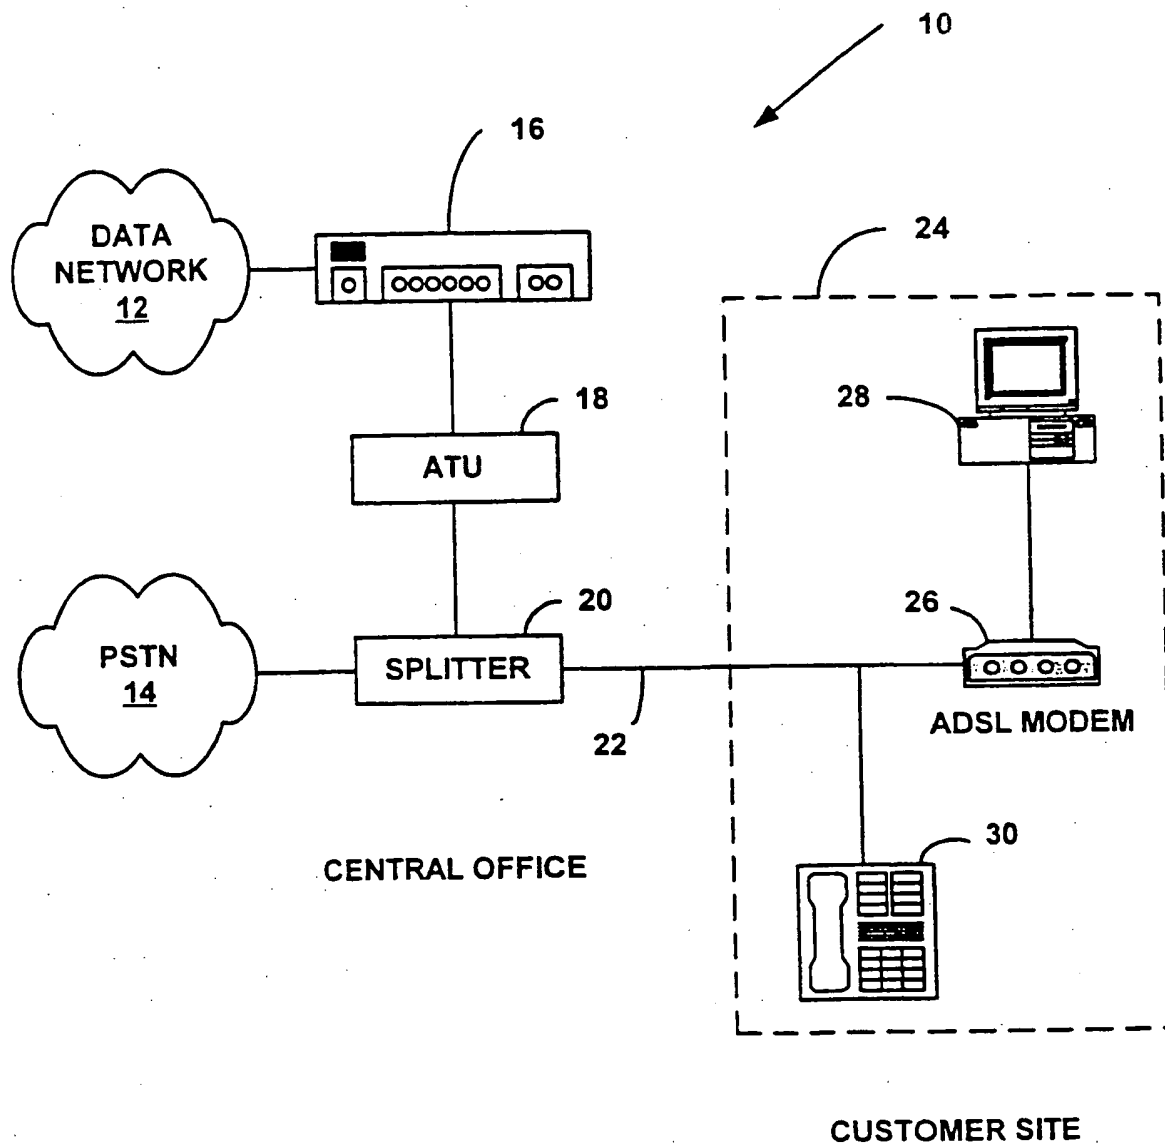 10
16
DATA
NETWORK
12
24
18
28
ATU
20
26
PSTN
14
SPLITTER
22
ADSL MODEM
30
CENTRAL OFFICE
CUSTOMER SITE